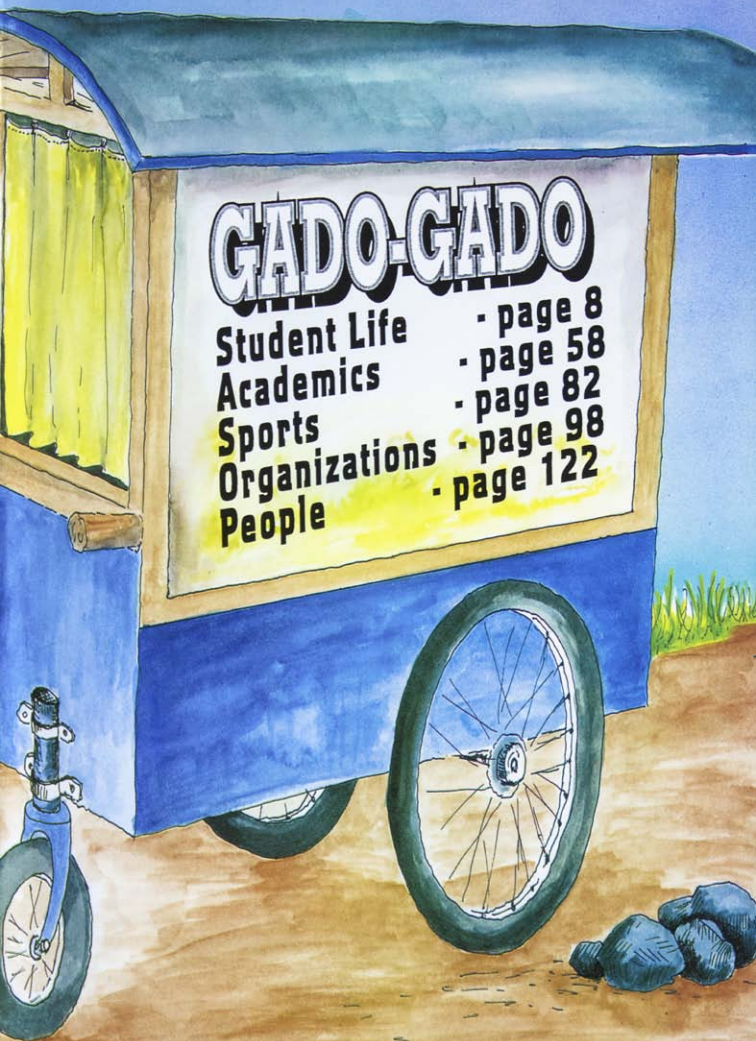 GADO-GADO
Student Life - page 8
Academics - page 58
Sports - page 82
Organizations - page 98
People - page 122